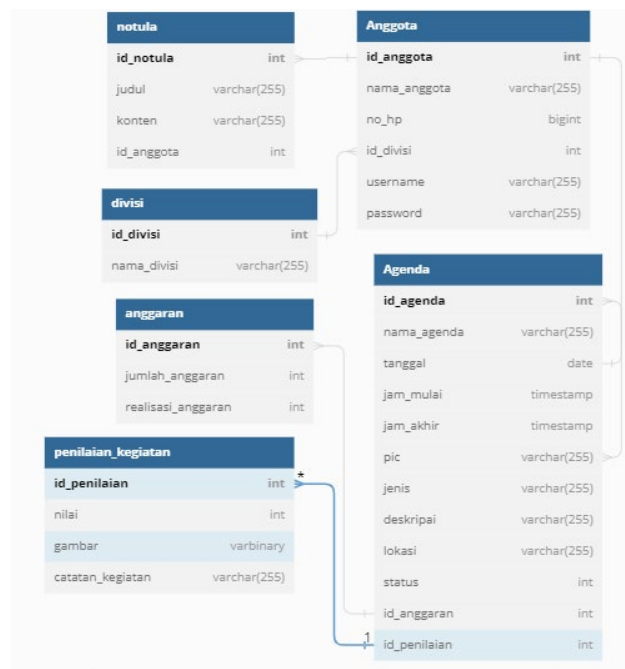 notula
id_notula int
judul varchar(255)
konten varchar(255)
id_anggota int
Anggota
id_anggota int
nama_anggota varchar(255)
no_hp bigint
id_divisi int
username varchar(255)
password varchar(255)
divisi
id_divisi int
nama_divisi varchar(255)
Agenda
id_agenda int
nama_agenda varchar(255)
tanggal date
jam_mulai timestamp
jam_akhir timestamp
pic varchar(255)
jenis varchar(255)
deskripai varchar(255)
lokasi varchar(255)
status int
id_anggaran int
1 id_penilaian int
anggaran
id_anggaran int
jumlah_anggaran int
realisasi_anggaran int
penilaian_kegiatan
id_penilaian int *
nilai int
gambar varbinary
catatan_kegiatan varchar(255)